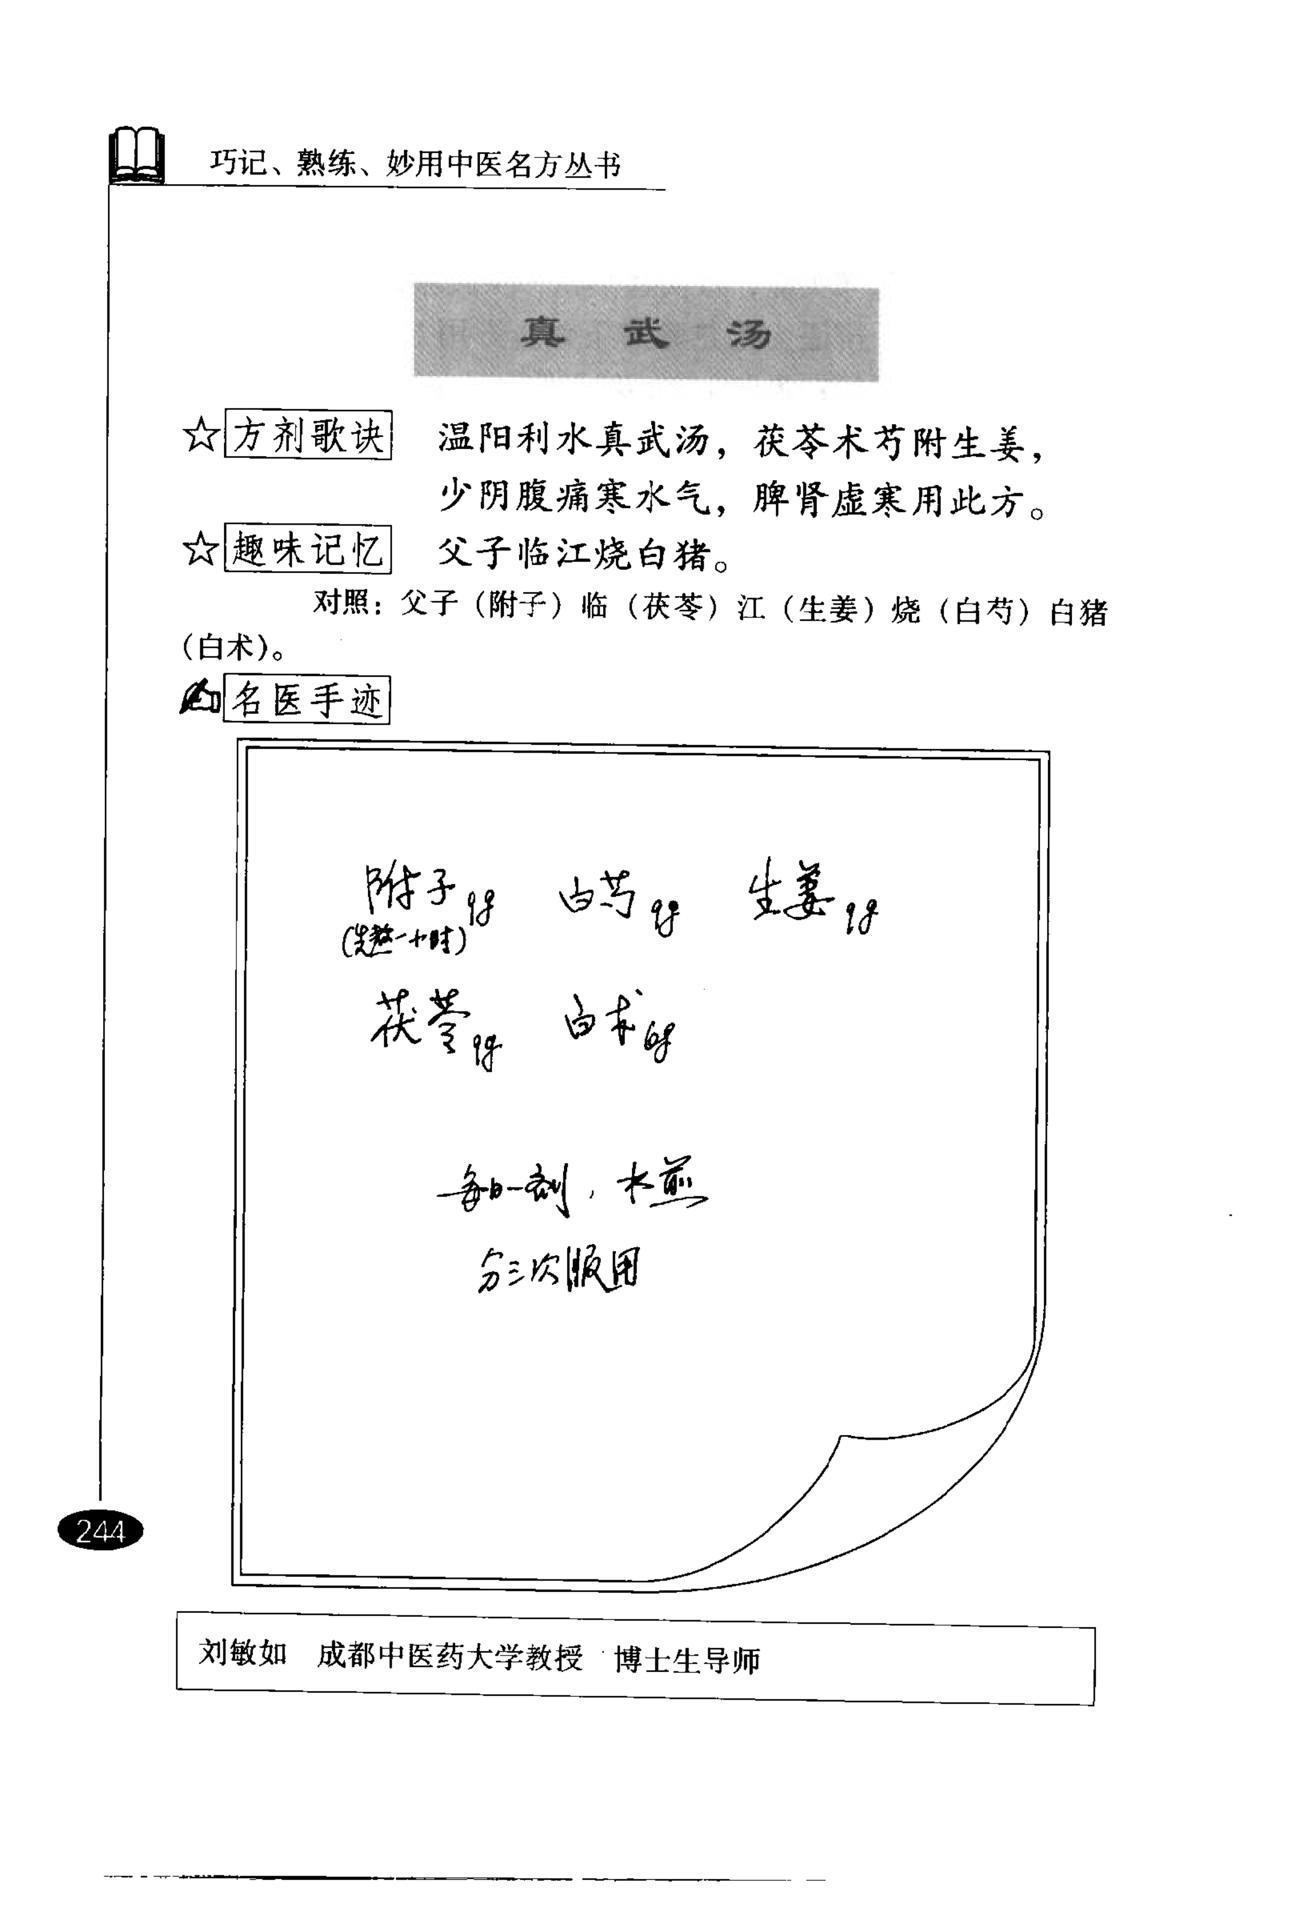 巧记、熟练、妙用中医名方丛书
真武汤
☆方剂歌诀 温阳利水真武汤，茯苓术芍附生姜，
少阴腹痛寒水气，脾肾虚寒用此方。
☆趣味记忆 父子临江烧白猪。
对照：父子（附子）临（茯苓）江（生姜）烧（白芍）白猪
（白术）。
名医手迹
附子9g 白芍9g 生姜9g
（先熬一小时）
茯苓9g 白术6g
每日一剂，水煎
分三次服用
244
刘敏如 成都中医药大学教授 博士生导师